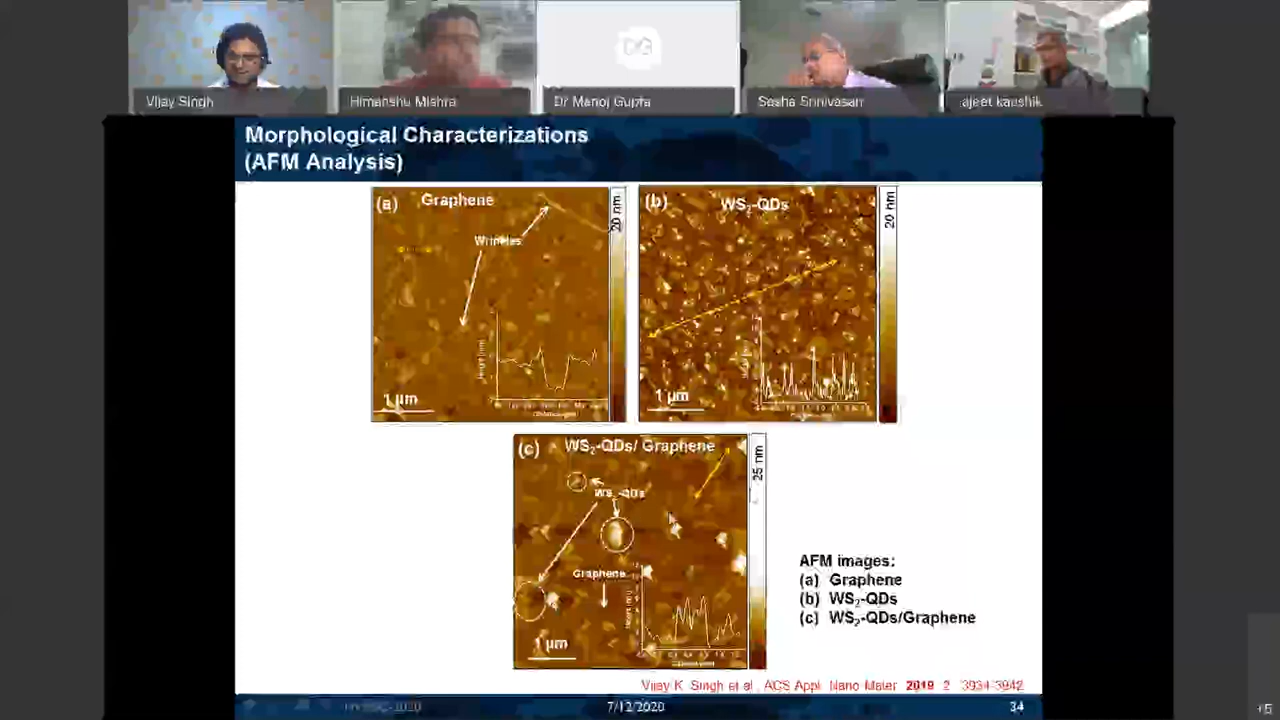 DG
Vijay Singh
Himanshu Mishra
Dr Manoj Gupta
Sesha Srinivasan
ajeet kaushik
Morphological Characterizations
(AFM Analysis)
(a) Graphene
Wrinkles
20 nm
1 µm
(b) WS2-QDs
20 nm
1 µm
(c) WS2-QDs/ Graphene
WS2-QDs
Graphene
25 nm
1 µm
AFM images:
(a) Graphene
(b) WS2-QDs
(c) WS2-QDs/Graphene
Vijay K. Singh et al., ACS Appl. Nano Mater. 2019, 2, 3934-3942
7/12/2020
34
+5